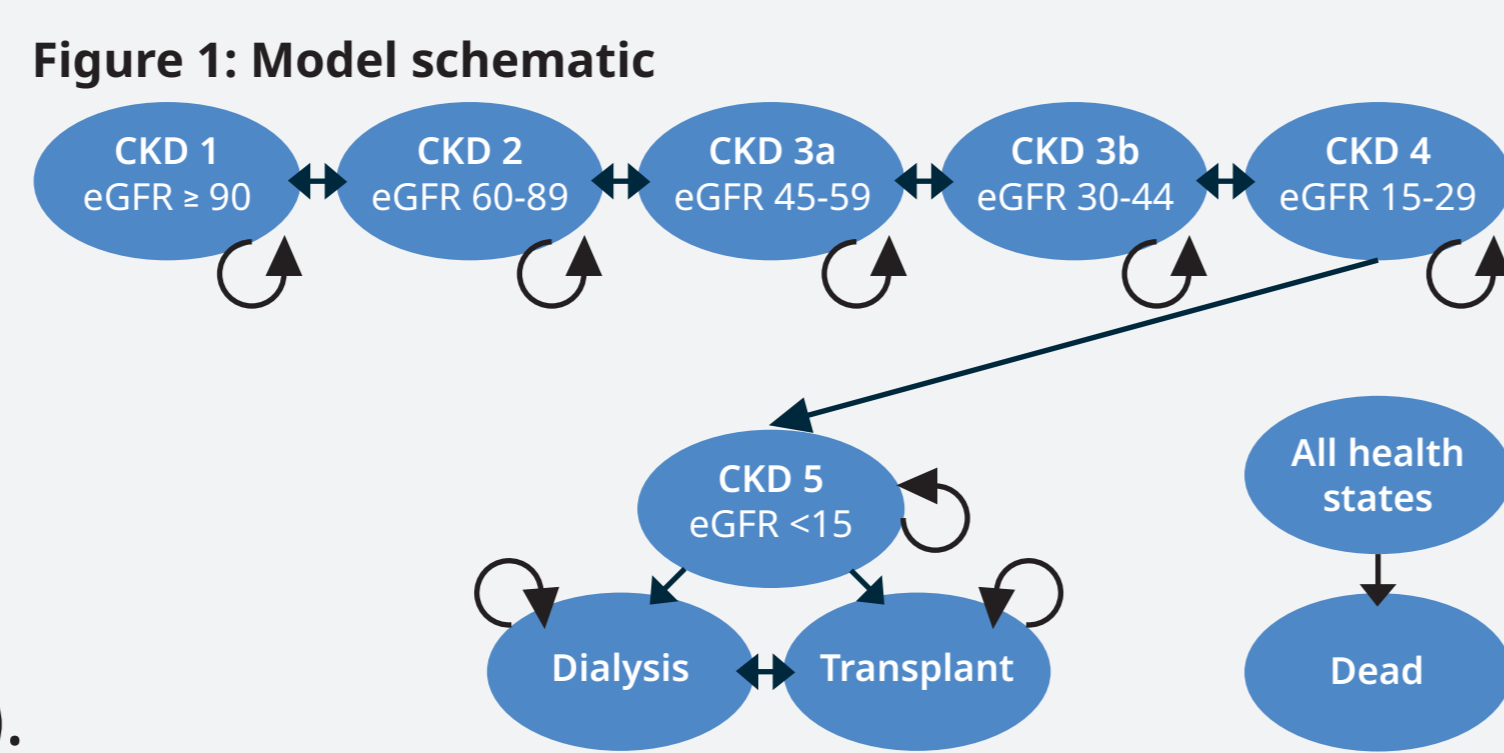 Figure 1: Model schematic
CKD 1
eGFR ≥ 90
CKD 2
eGFR 60-89
CKD 3a
eGFR 45-59
CKD 3b
eGFR 30-44
CKD 4
eGFR 15-29
CKD 5
eGFR <15
All health
states
Dialysis
Transplant
Dead
).